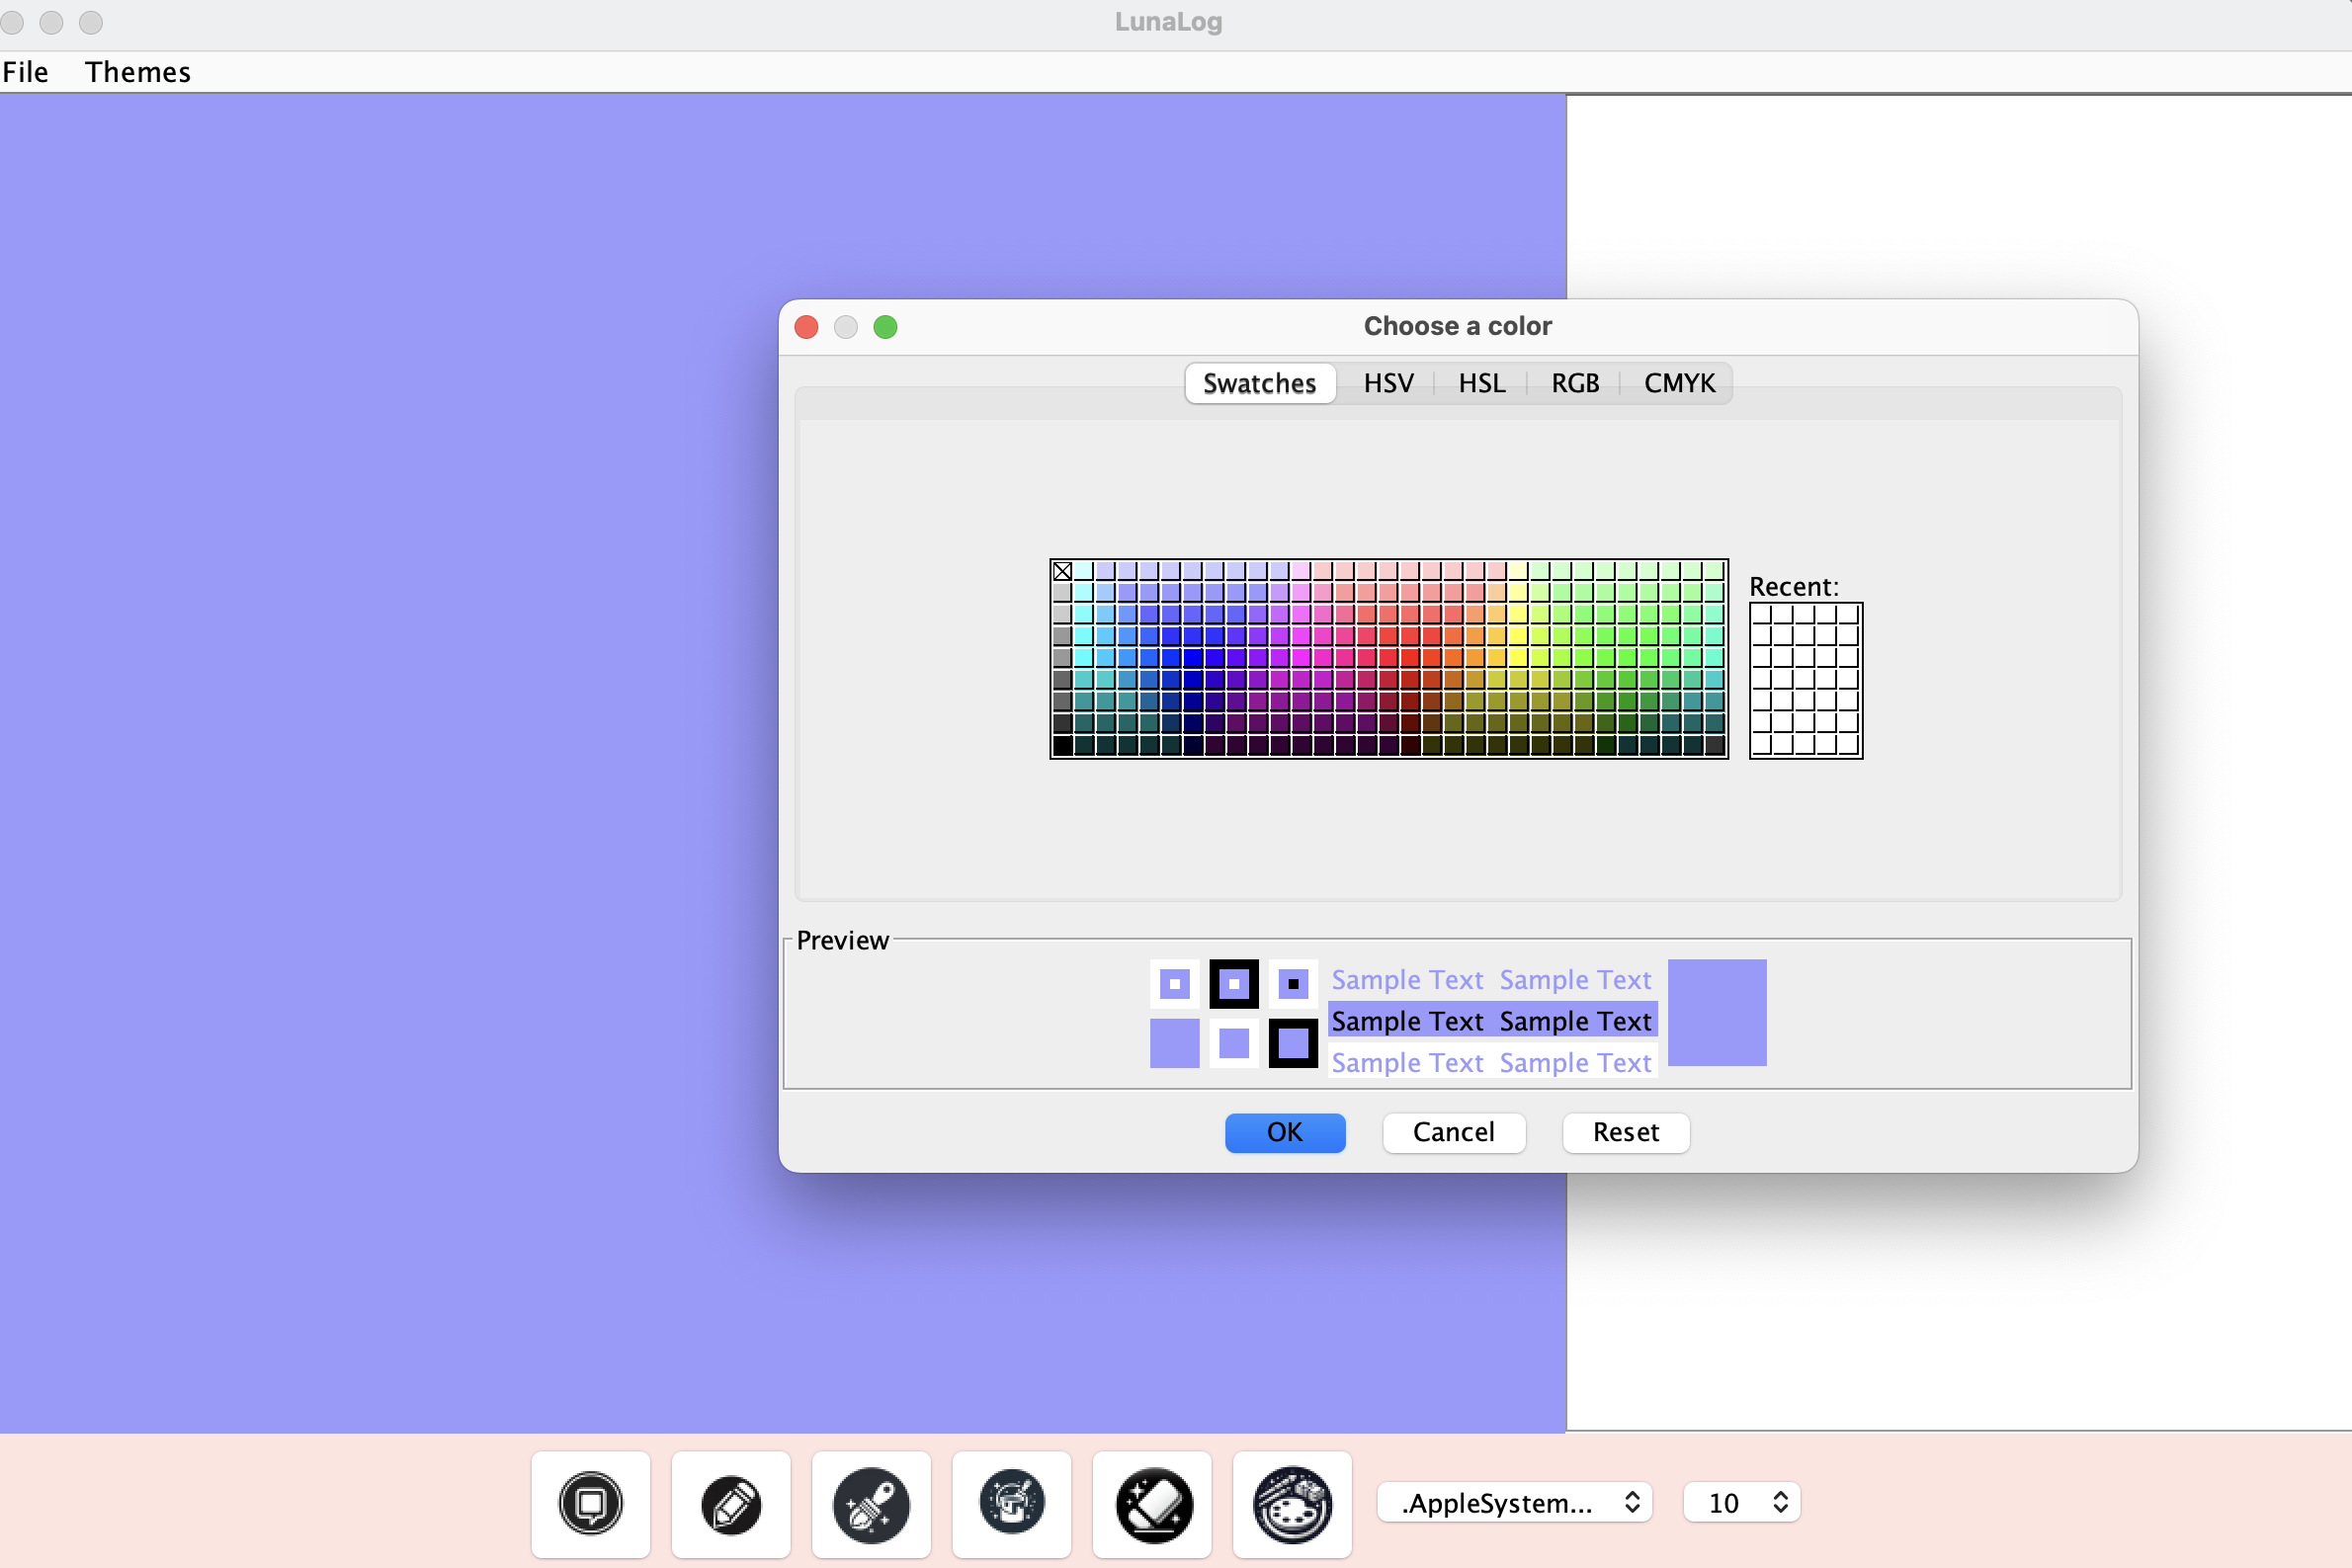 LunaLog
File Themes
Choose a color
Swatches HSV HSL RGB CMYK
Recent:
Preview
Sample Text Sample Text
Sample Text Sample Text
Sample Text Sample Text
OK Cancel Reset
.AppleSystem... 10